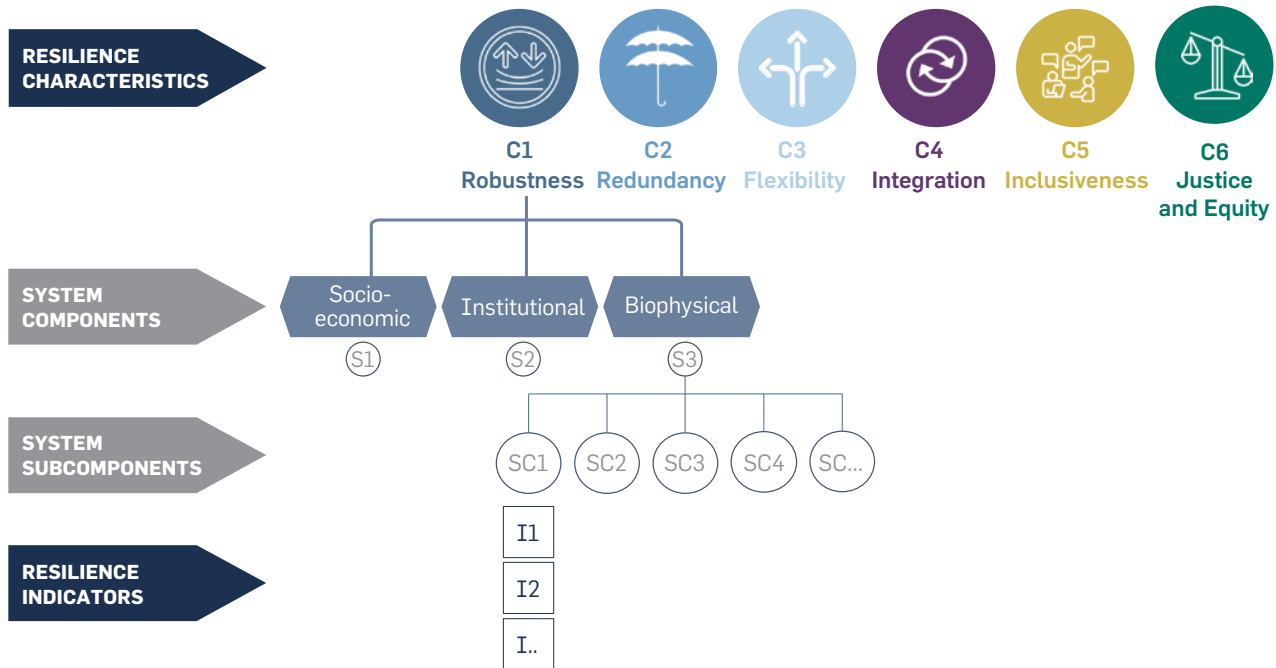 RESILIENCE
CHARACTERISTICS
C1
Robustness
C2
Redundancy
C3
Flexibility
C4
Integration
C5
Inclusiveness
C6
Justice
and Equity
SYSTEM
COMPONENTS
Socio-
economic
Institutional
Biophysical
S1
S2
S3
SYSTEM
SUBCOMPONENTS
SC1
SC2
SC3
SC4
SC...
RESILIENCE
INDICATORS
I1
I2
I..